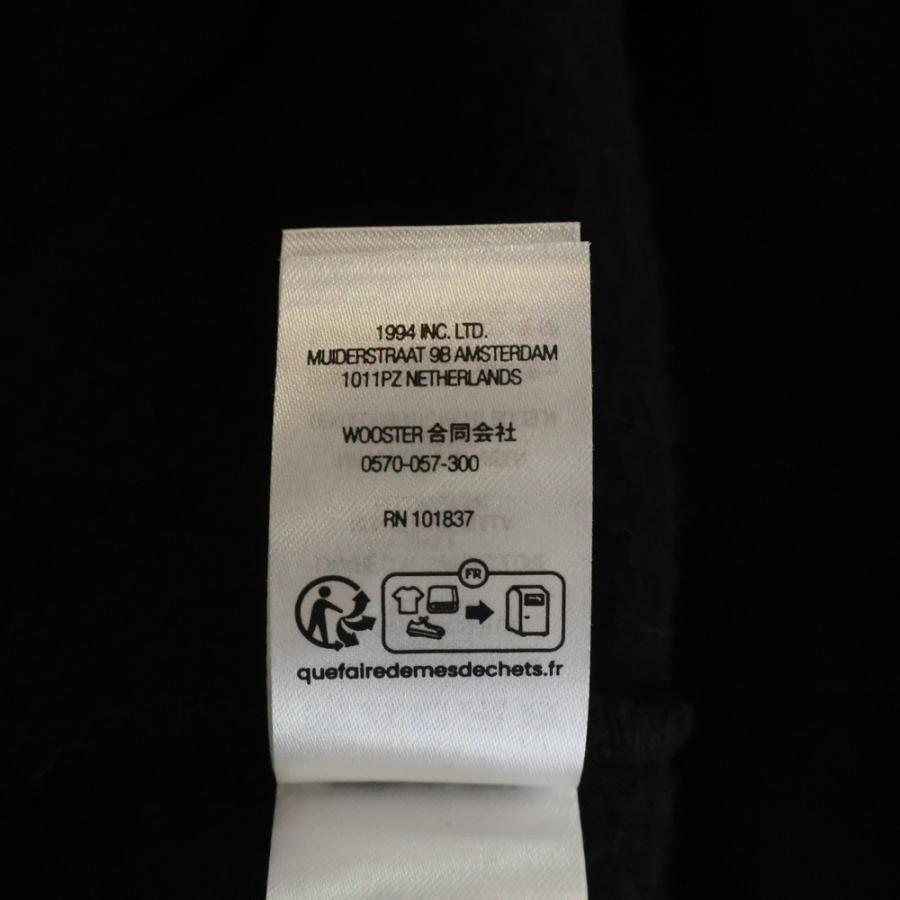 1994 INC. LTD.
MUIDERSTRAAT 9B AMSTERDAM
1011PZ NETHERLANDS
WOOSTER 合同会社
0570-057-300
RN 101837
FR
quefairedemesdechets.fr